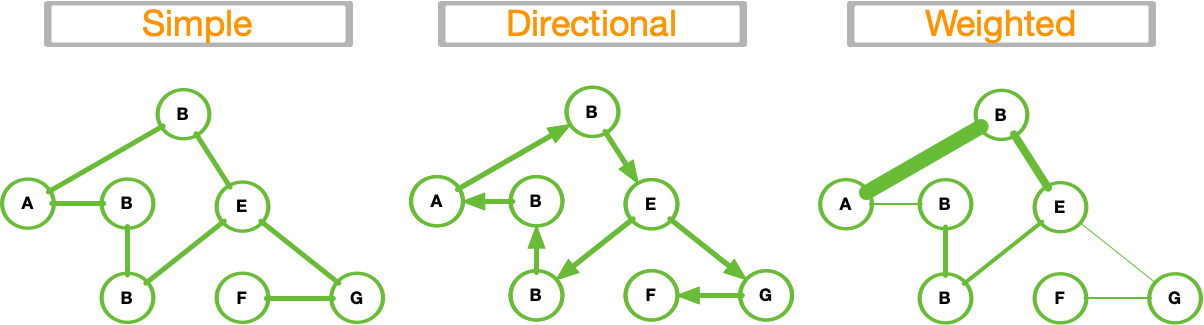 Simple Directional Weighted
B B B
A B E A B E A B E
B F G B F G B F G